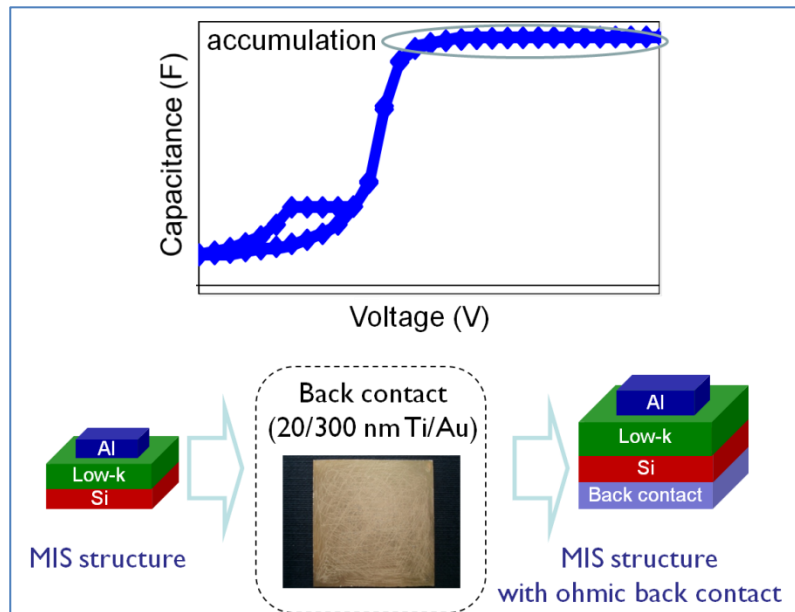 accumulation
Capacitance (F)
Voltage (V)
Back contact
(20/300 nm Ti/Au)
Al
Low-k
Si
MIS structure
Al
Low-k
Si
Back contact
MIS structure
with ohmic back contact